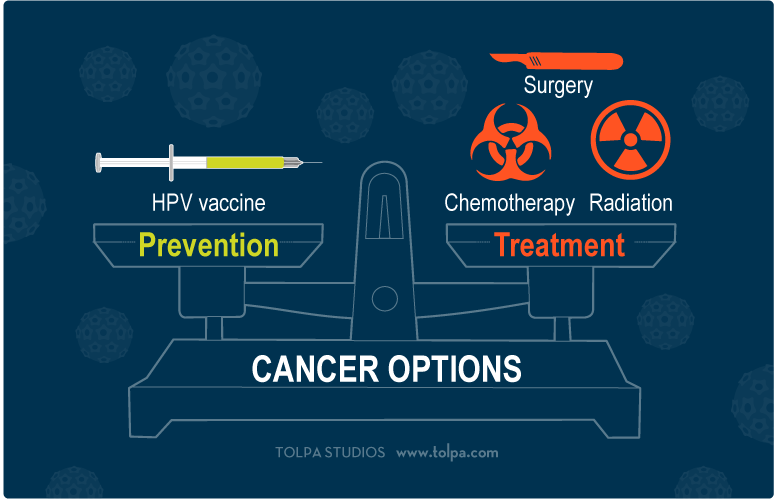 Surgery
HPV vaccine
Chemotherapy Radiation
Prevention
Treatment
CANCER OPTIONS
TOLPA STUDIOS www.tolpa.com